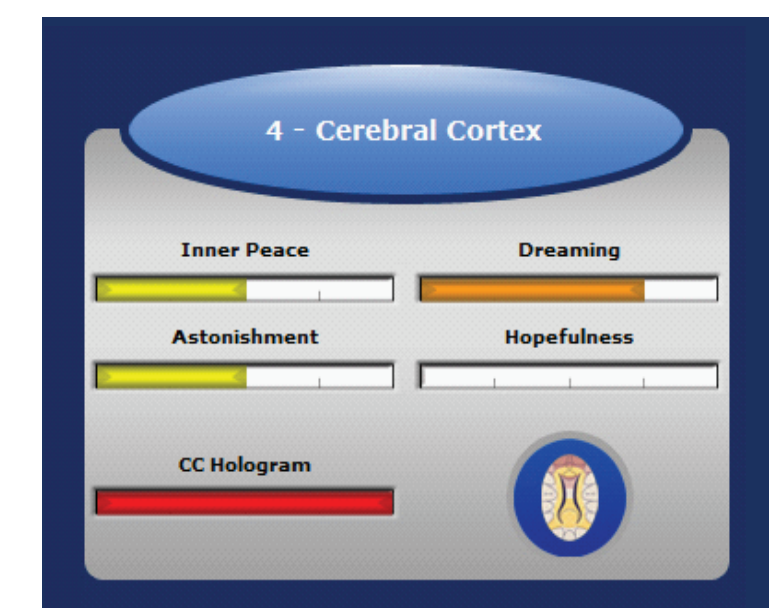 4 - Cerebral Cortex
Inner Peace
Dreaming
Astonishment
Hopefulness
CC Hologram